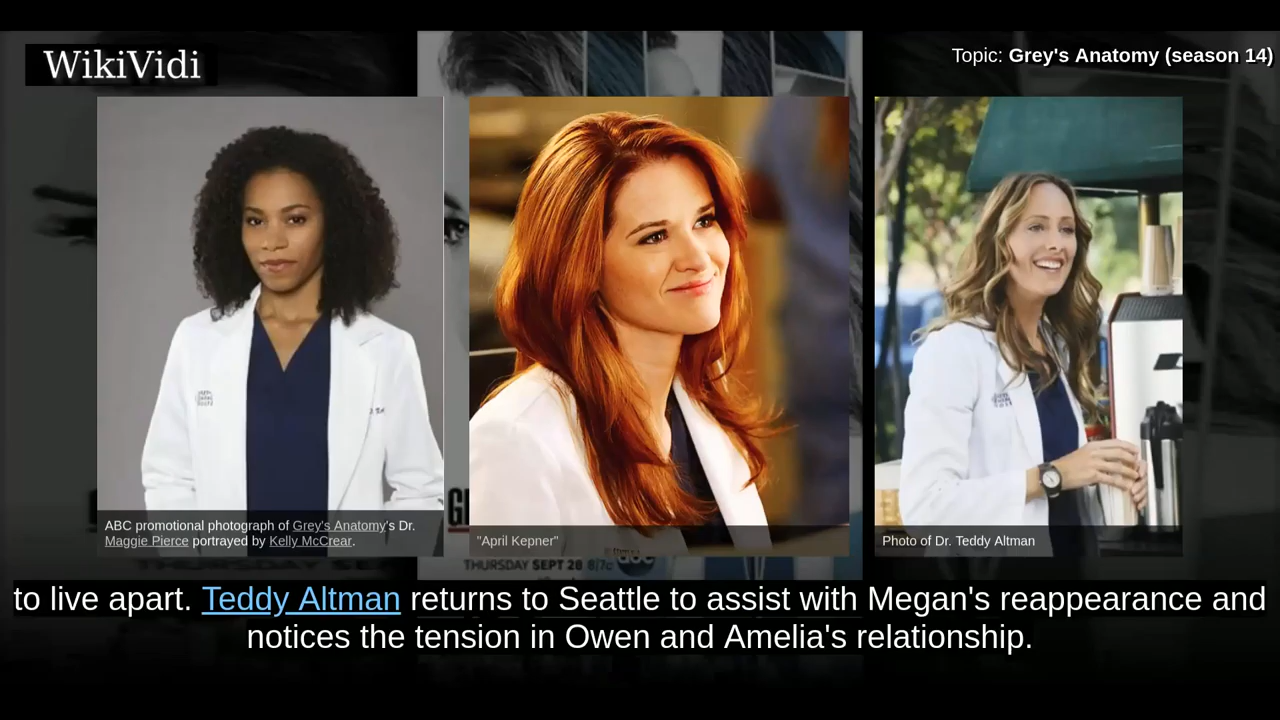 WikiVidi
Topic: Grey's Anatomy (season 14)
ABC promotional photograph of Grey's Anatomy's Dr.
Maggie Pierce portrayed by Kelly McCrear.
"April Kepner"
Photo of Dr. Teddy Altman
THURSDAY SEPT 28 8/7c
abc
to live apart. Teddy Altman returns to Seattle to assist with Megan's reappearance and
notices the tension in Owen and Amelia's relationship.